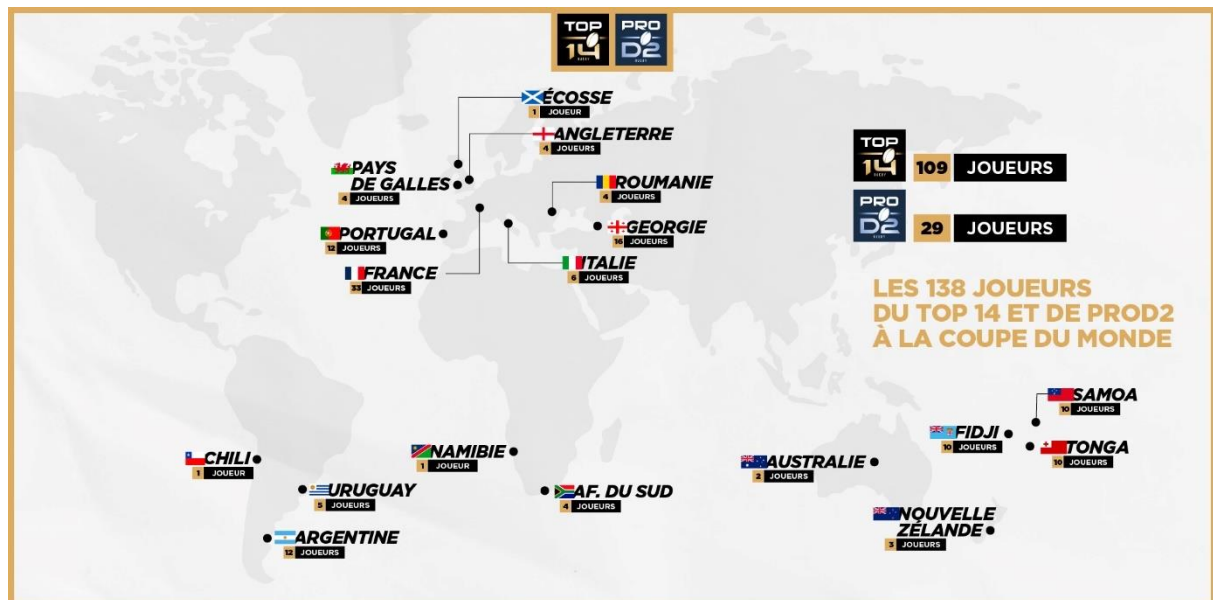 TOP
14
RUGBY
PRO
D2
RUGBY
ÉCOSSE
1 JOUEUR
ANGLETERRE
4 JOUEURS
PAYS
DE GALLES
4 JOUEURS
ROUMANIE
4 JOUEURS
PORTUGAL
12 JOUEURS
GEORGIE
16 JOUEURS
FRANCE
33 JOUEURS
ITALIE
6 JOUEURS
TOP
14
RUGBY
109 JOUEURS
PRO
D2
RUGBY
29 JOUEURS
LES 138 JOUEURS
DU TOP 14 ET DE PROD2
À LA COUPE DU MONDE
SAMOA
10 JOUEURS
FIDJI
10 JOUEURS
TONGA
10 JOUEURS
CHILI
1 JOUEUR
NAMIBIE
1 JOUEUR
AUSTRALIE
2 JOUEURS
URUGUAY
5 JOUEURS
AF. DU SUD
4 JOUEURS
NOUVELLE
ZÉLANDE
3 JOUEURS
ARGENTINE
12 JOUEURS